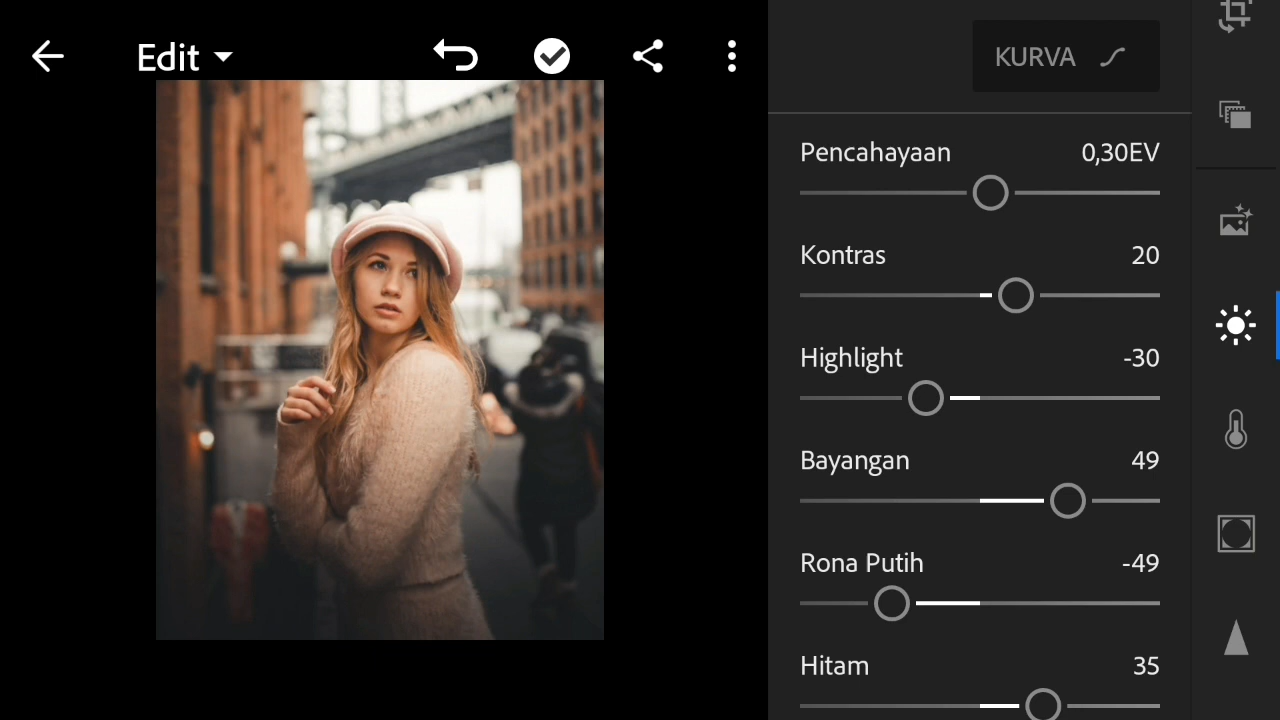 Edit
KURVA
Pencahayaan 0,30EV
Kontras 20
Highlight -30
Bayangan 49
Rona Putih -49
Hitam 35